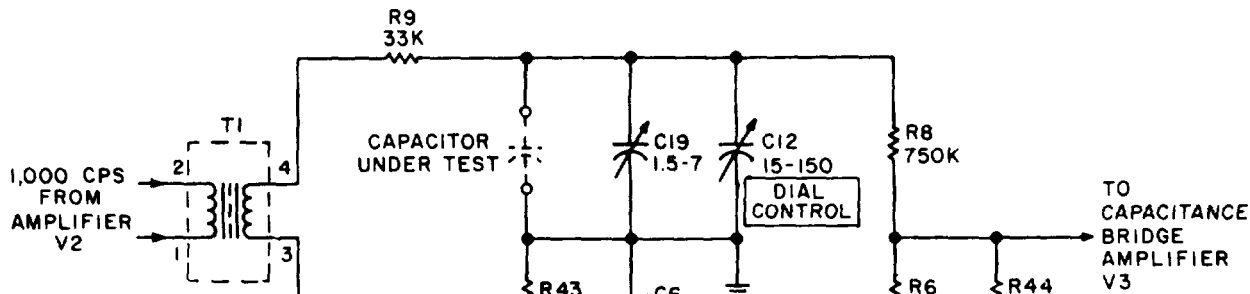 R9
33K
T1
2
4
1
3
1,000 CPS
FROM
AMPLIFIER
V2
CAPACITOR
UNDER TEST
C19
1.5-7
C12
15-150
DIAL
CONTROL
R8
750K
TO
CAPACITANCE
BRIDGE
AMPLIFIER
V3
R43
C6
R6
R44